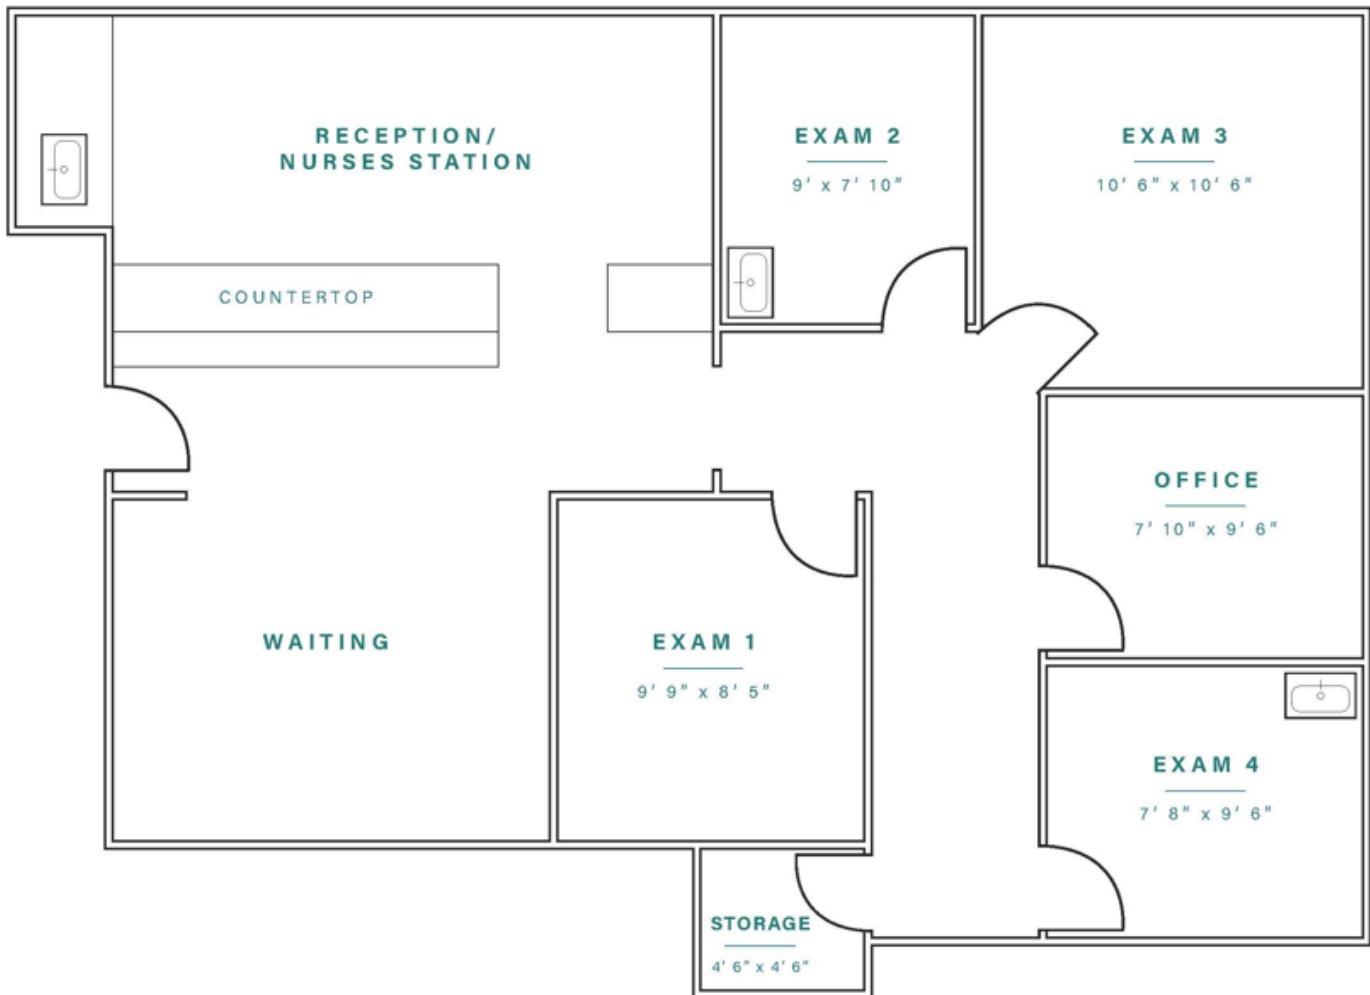 RECEPTION/
NURSES STATION
EXAM 2
9' x 7' 10"
EXAM 3
10' 6" x 10' 6"
COUNTERTOP
OFFICE
7' 10" x 9' 6"
WAITING
EXAM 1
9' 9" x 8' 5"
EXAM 4
7' 8" x 9' 6"
STORAGE
4' 6" x 4' 6"